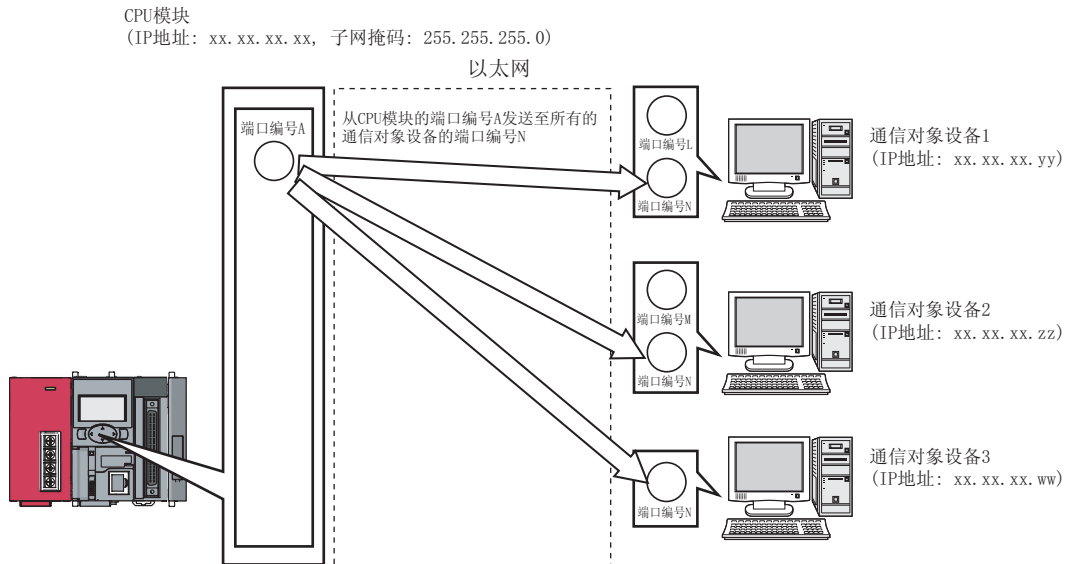 CPU模块
(IP地址: xx.xx.xx.xx, 子网掩码: 255.255.255.0)
以太网
端口编号A
从CPU模块的端口编号A发送至所有的
通信对象设备的端口编号N
端口编号L
端口编号N
通信对象设备1
(IP地址: xx.xx.xx.yy)
端口编号M
端口编号N
通信对象设备2
(IP地址: xx.xx.xx.zz)
端口编号N
通信对象设备3
(IP地址: xx.xx.xx.ww)